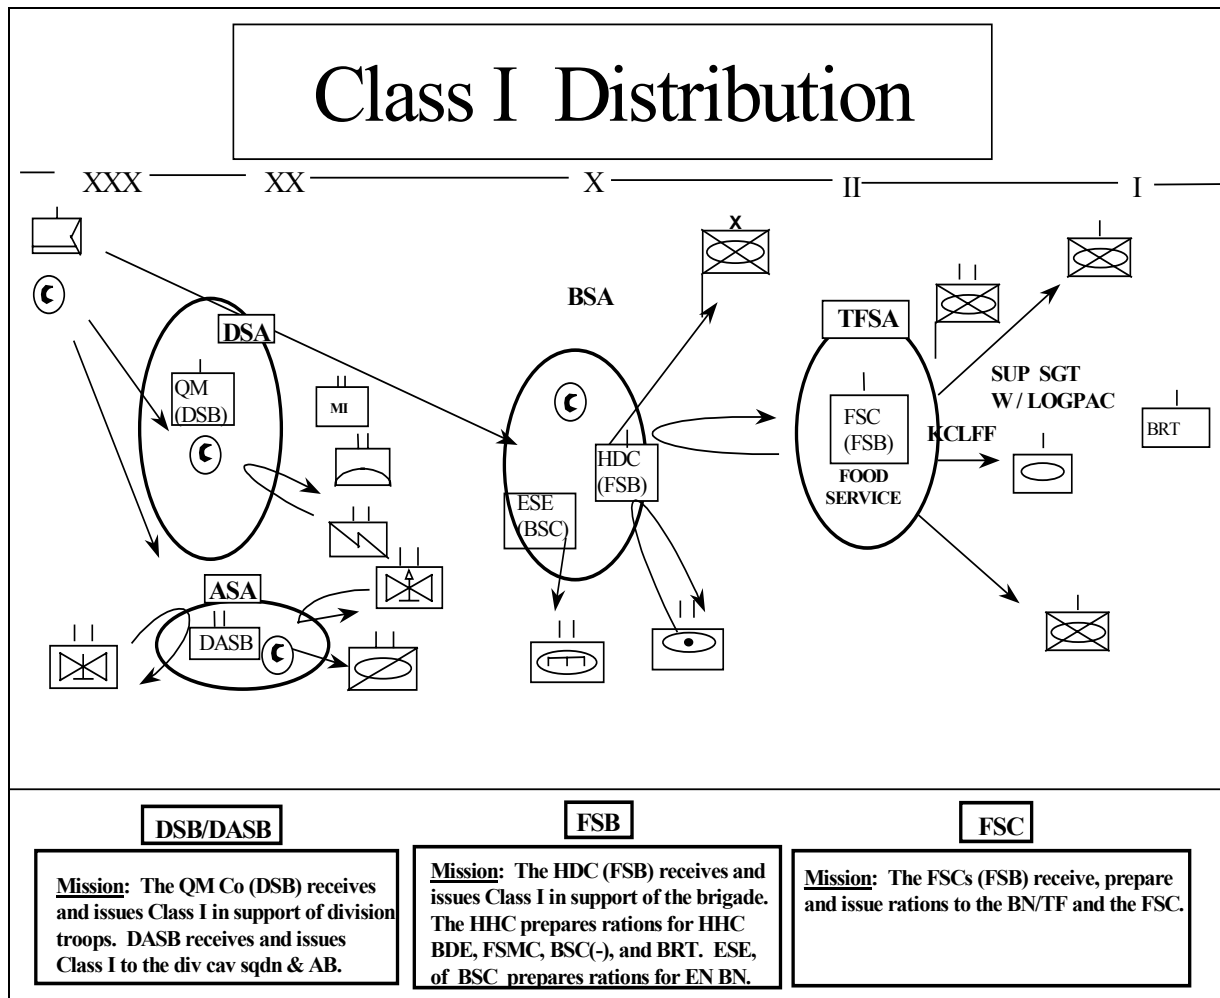 Class I Distribution
XXX XX X II I
X
BSA
DSA
TFSA
QM
(DSB)
MI
SUP SGT
W / LOGPAC
BRT
FSC
(FSB)
KCLFF
HDC
(FSB)
FOOD
SERVICE
ESE
(BSC)
ASA
DASB
DSB/DASB
Mission: The QM Co (DSB) receives
and issues Class I in support of division
troops. DASB receives and issues
Class I to the div cav sqdn & AB.
FSB
Mission: The HDC (FSB) receives and
issues Class I in support of the brigade.
The HHC prepares rations for HHC
BDE, FSMC, BSC(-), and BRT. ESE,
of BSC prepares rations for EN BN.
FSC
Mission: The FSCs (FSB) receive, prepare
and issue rations to the BN/TF and the FSC.